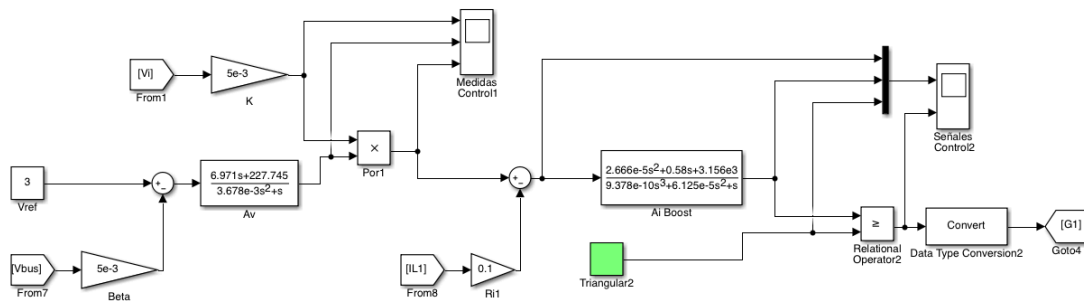 [Vi]
From1
5e-3
K
Medidas
Control1
3
Vref
+
-
6.971s+227.745
3.678e-3s²+s
Av
×
Por1
+
-
2.666e-5s²+0.58s+3.156e3
9.378e-10s³+6.125e-5s²+s
Ai Boost
Señales
Control2
[Vbus]
From7
5e-3
Beta
[IL1]
From8
0.1
Ri1
Triangular2
≥
Relational
Operator2
Convert
Data Type Conversion2
[G1]
Goto4